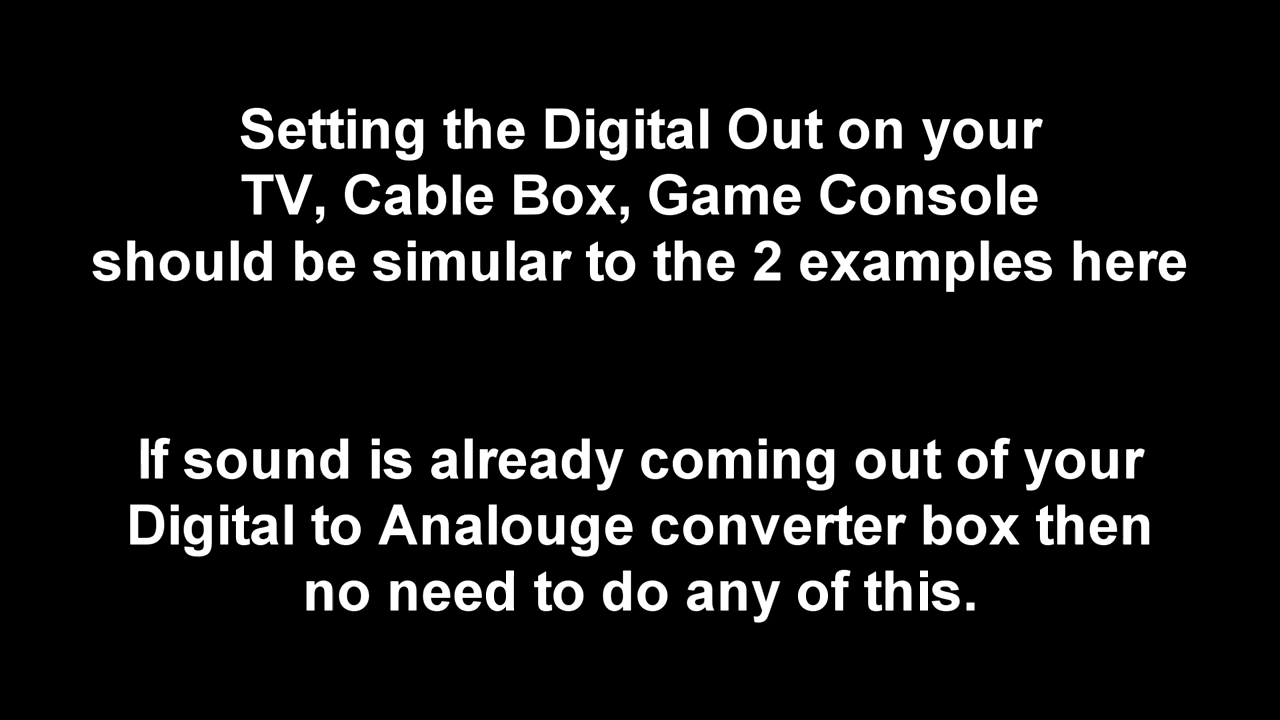 Setting the Digital Out on your
TV, Cable Box, Game Console
should be simular to the 2 examples here
If sound is already coming out of your
Digital to Analouge converter box then
no need to do any of this.